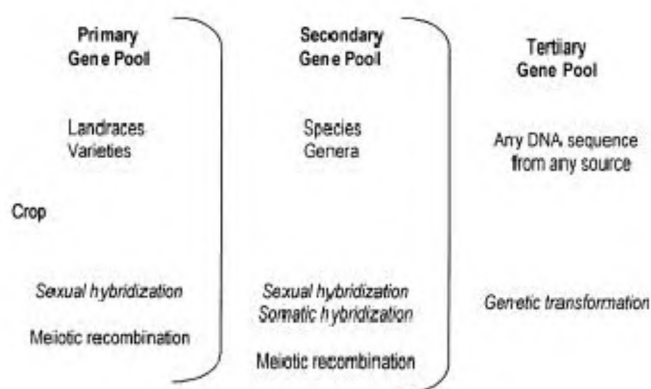 Primary
Gene Pool
Landraces
Varieties
Crop
Sexual hybridization
Meiotic recombination
Secondary
Gene Pool
Species
Genera
Sexual hybridization
Somatic hybridization
Meiotic recombination
Tertiary
Gene Pool
Any DNA sequence
from any source
Genetic transformation